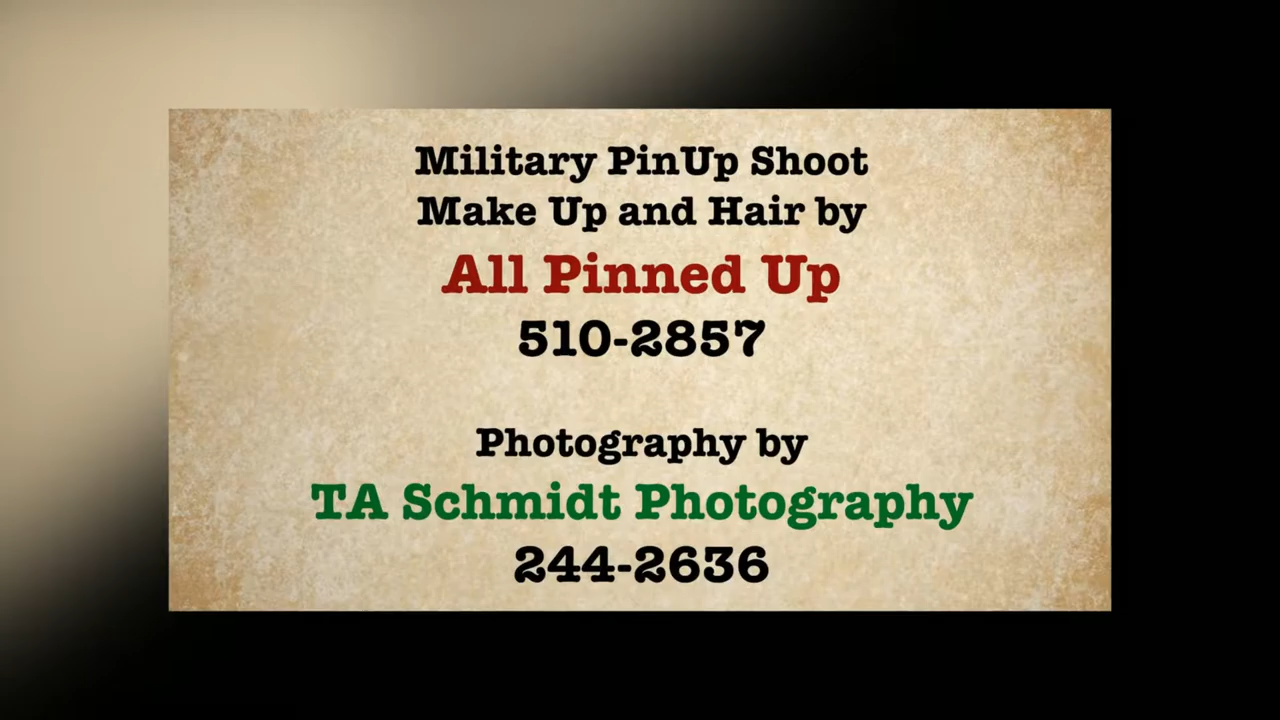 Military PinUp Shoot
Make Up and Hair by
All Pinned Up
510-2857
Photography by
TA Schmidt Photography
244-2636